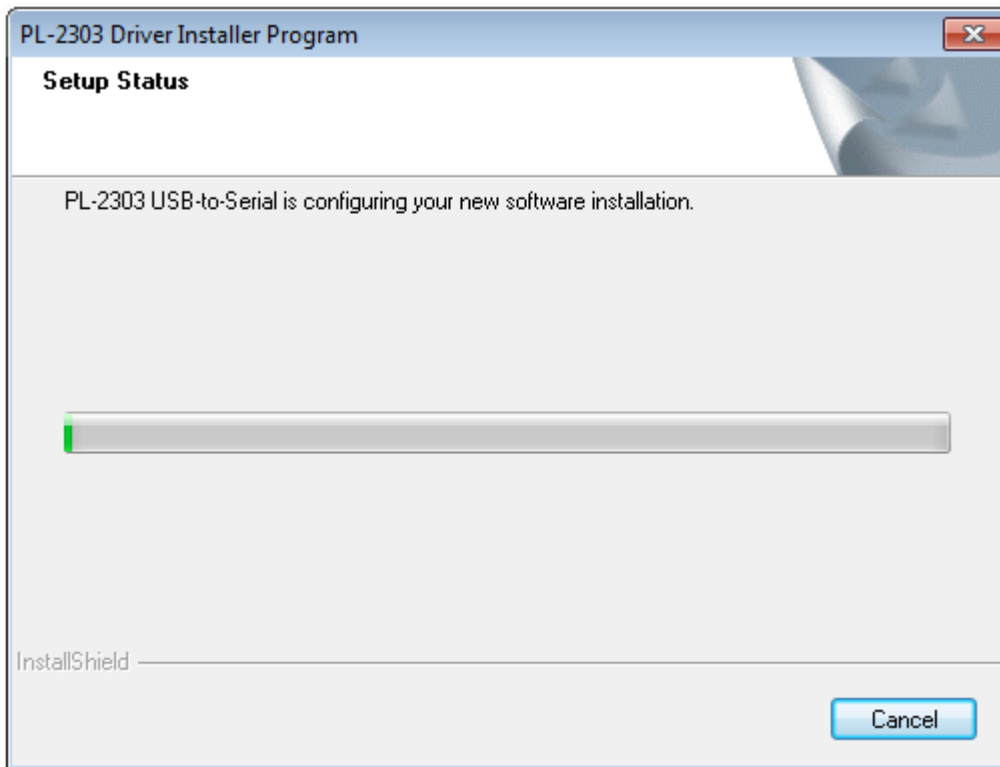 PL-2303 Driver Installer Program
Setup Status
PL-2303 USB-to-Serial is configuring your new software installation.
InstallShield
Cancel